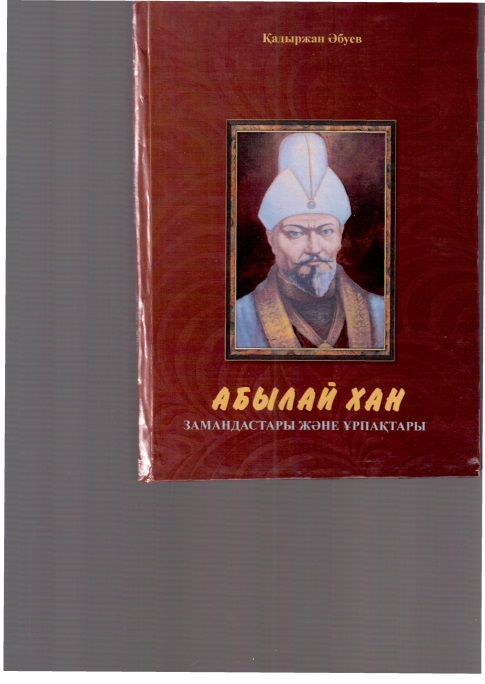 Қадыржан Әбуев
АБЫЛАЙ ХАН
ЗАМАНДАСТАРЫ ЖӘНЕ ҰРПАҚТАРЫ